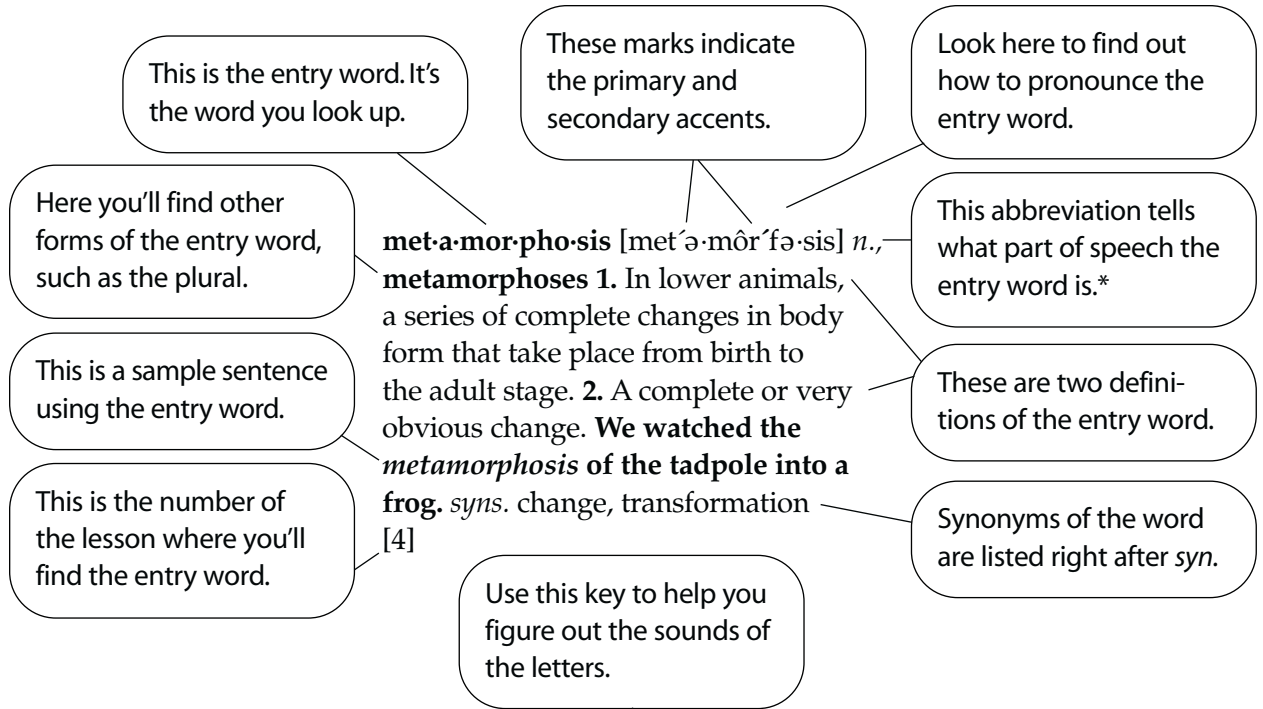 This is the entry word. It's
the word you look up.
These marks indicate
the primary and
secondary accents.
Look here to find out
how to pronounce the
entry word.
Here you'll find other
forms of the entry word,
such as the plural.
This is a sample sentence
using the entry word.
This is the number of
the lesson where you'll
find the entry word.
met·a·mor·pho·sis [met´ə·môr´fə·sis] n.,
metamorphoses 1. In lower animals,
a series of complete changes in body
form that take place from birth to
the adult stage. 2. A complete or very
obvious change. We watched the
metamorphosis of the tadpole into a
frog. syns. change, transformation
[4]
This abbreviation tells
what part of speech the
entry word is.*
These are two defini-
tions of the entry word.
Synonyms of the word
are listed right after syn.
Use this key to help you
figure out the sounds of
the letters.